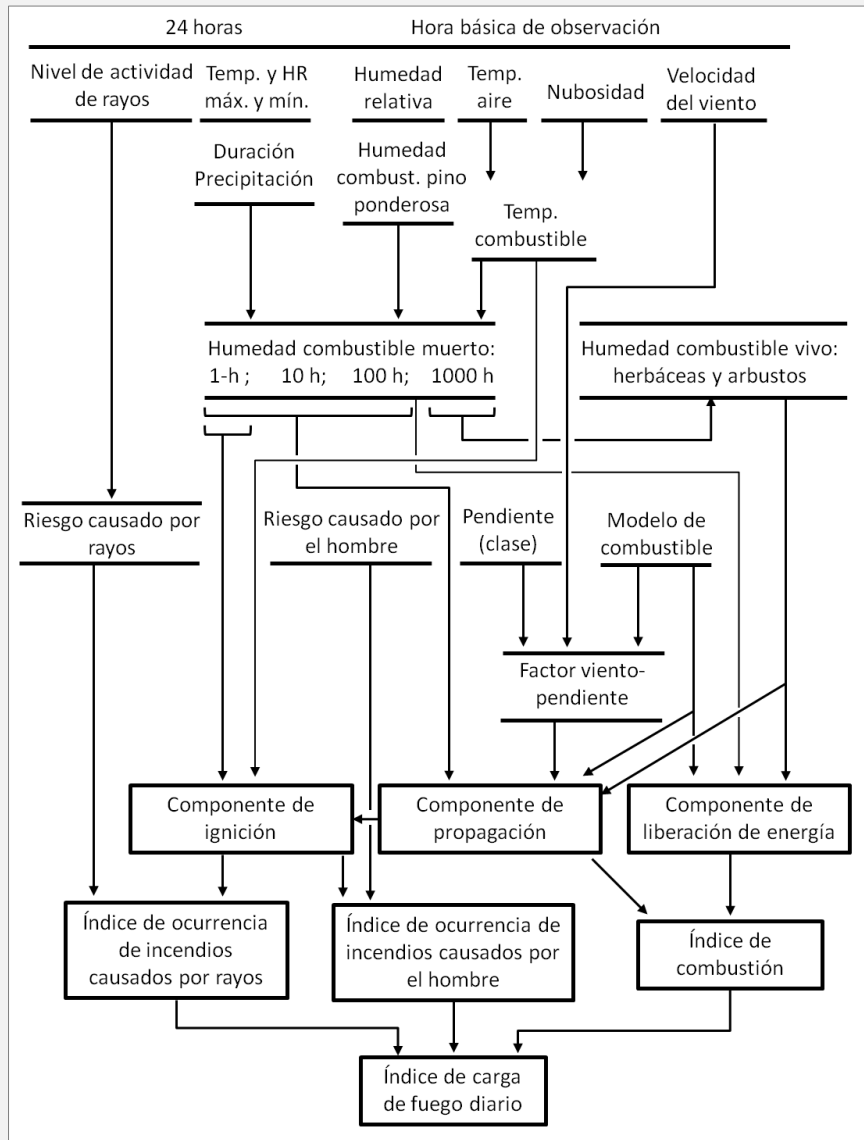 24 horas
Hora básica de observación
Nivel de actividad
de rayos
Temp. y HR
máx. y mín.
Humedad
relativa
Temp.
aire
Nubosidad
Velocidad
del viento
Duración
Precipitación
Humedad
combust. pino
ponderosa
Temp.
combustible
Humedad combustible muerto:
1-h ; 10 h; 100 h; 1000 h
Humedad combustible vivo:
herbáceas y arbustos
Riesgo causado por
rayos
Riesgo causado por
el hombre
Pendiente
(clase)
Modelo de
combustible
Factor viento-
pendiente
Componente de
ignición
Componente de
propagación
Componente de
liberación de energía
Índice de ocurrencia
de incendios
causados por rayos
Índice de ocurrencia de
incendios causados por
el hombre
Índice de
combustión
Índice de carga
de fuego diario